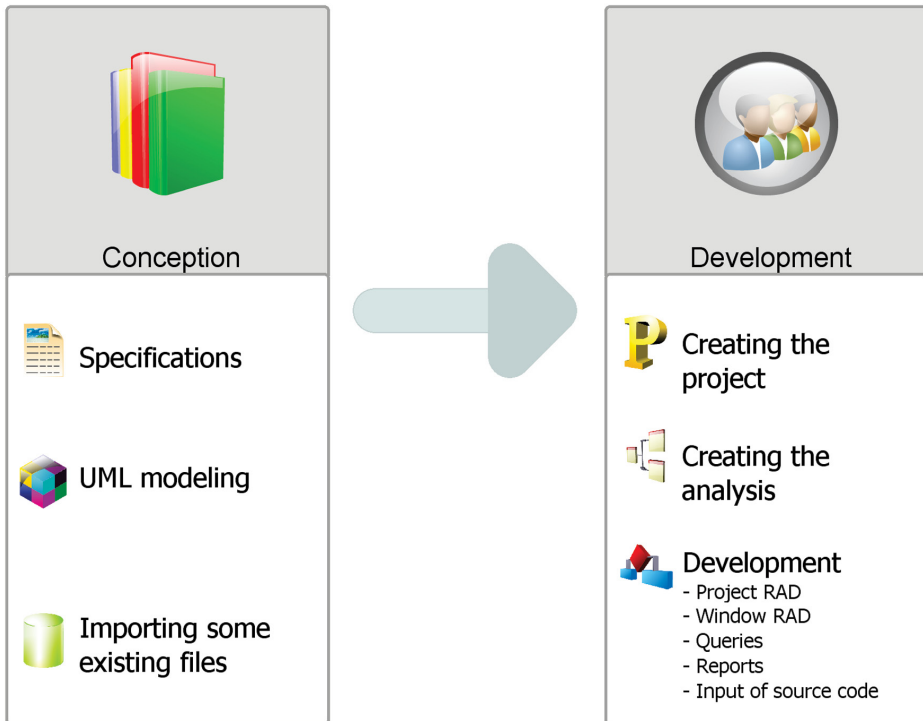 Conception
Specifications
UML modeling
Importing some
existing files
Development
P
Creating the
project
Creating the
analysis
Development
- Project RAD
- Window RAD
- Queries
- Reports
- Input of source code